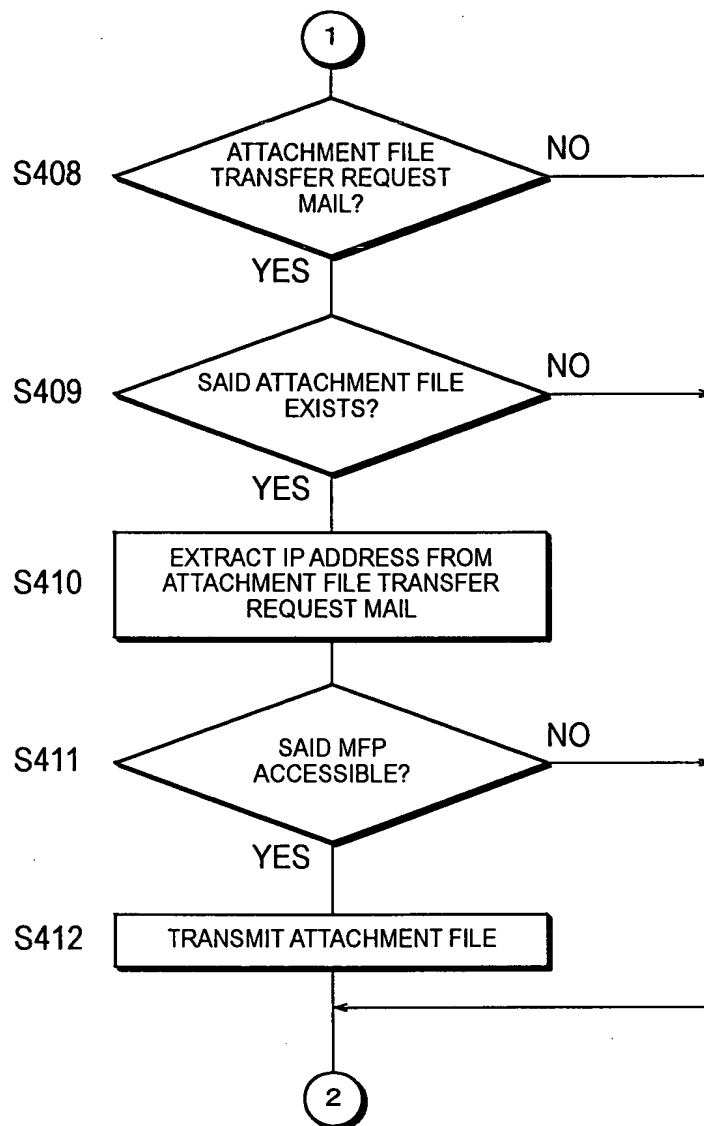 1
S408
ATTACHMENT FILE
TRANSFER REQUEST
MAIL?
NO
YES
S409
SAID ATTACHMENT FILE
EXISTS?
NO
YES
S410
EXTRACT IP ADDRESS FROM
ATTACHMENT FILE TRANSFER
REQUEST MAIL
S411
SAID MFP
ACCESSIBLE?
NO
YES
S412
TRANSMIT ATTACHMENT FILE
2